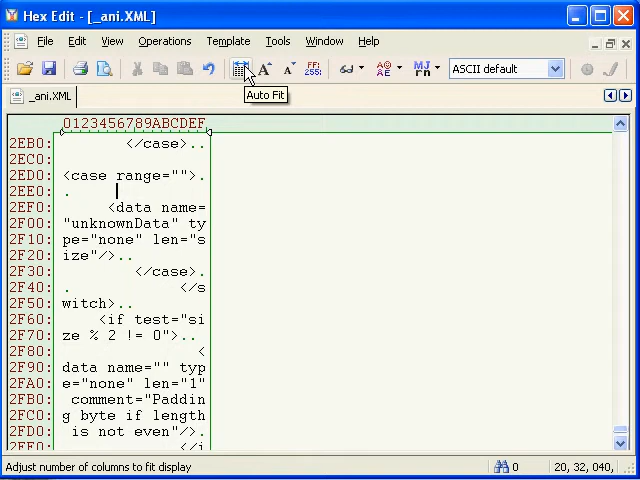 Hex Edit - [_ani.XML]
File Edit View Operations Template Tools Window Help
FF: 255: ASCII default
_ani.XML
Auto Fit
0123456789ABCDEF
2EB0: </case>..
2EC0:
2ED0: <case range="">.
2EE0: .
2EF0: <data name=
2F00: "unknownData" ty
2F10: pe="none" len="s
2F20: ize"/>..
2F30: </case>.
2F40: . </s
2F50: witch>..
2F60: <if test="si
2F70: ze % 2 != 0">..
2F80: <
2F90: data name="" typ
2FA0: e="none" len="1"
2FB0: comment="Paddin
2FC0: g byte if length
2FD0: is not even"/>.
2FE0: . </i
Adjust number of columns to fit display 0 20, 32, 040,